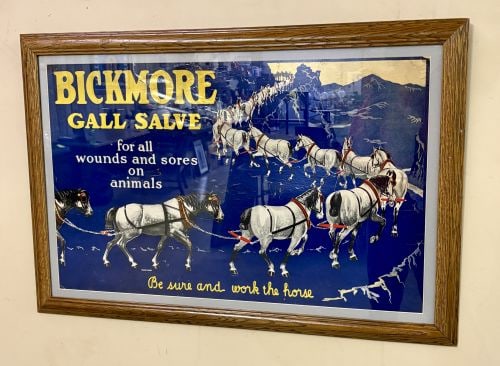 BICKMORE
GALL SALVE
for all
wounds and sores
on
animals
Be sure and work the horse